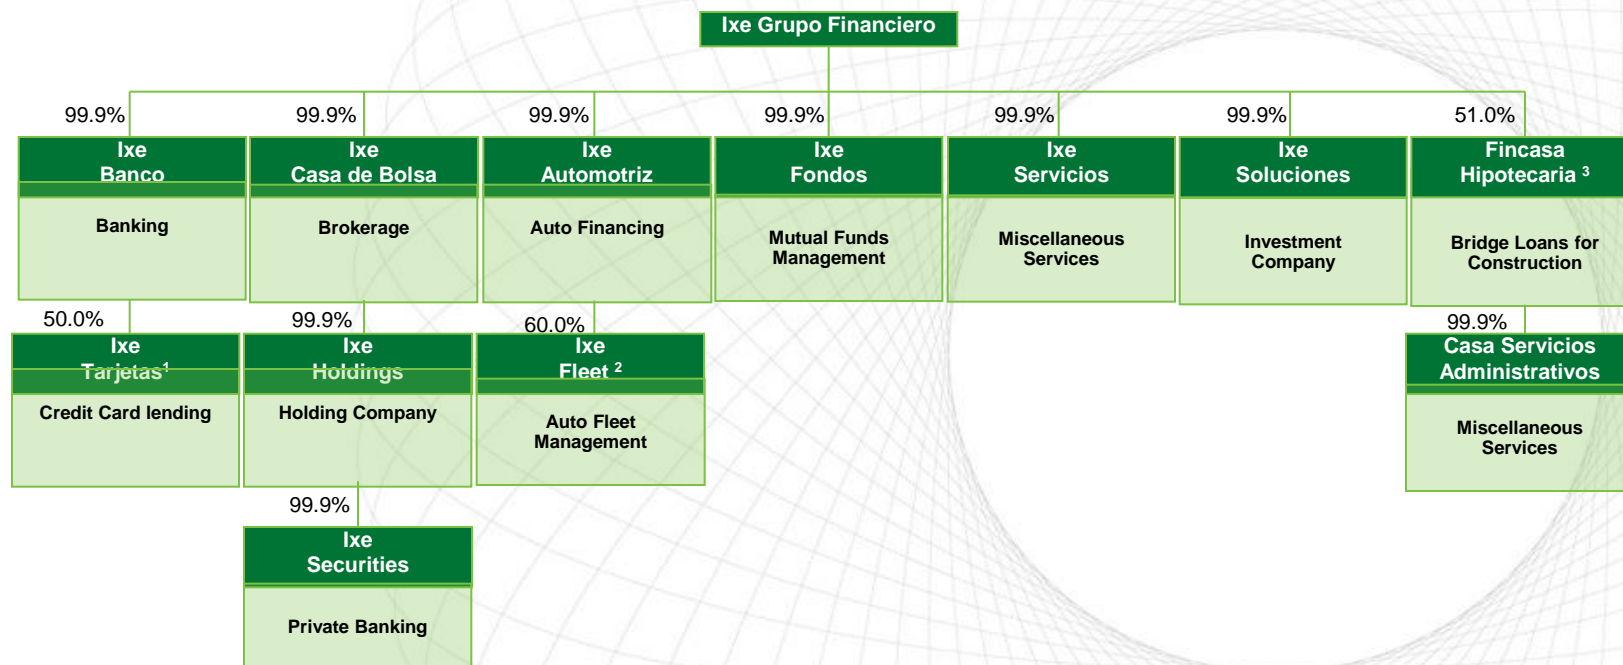 Ixe Grupo Financiero
99.9%
99.9%
99.9%
99.9%
99.9%
99.9%
51.0%
Ixe
Banco
Ixe
Casa de Bolsa
Ixe
Automotriz
Ixe
Fondos
Ixe
Servicios
Ixe
Soluciones
Fincasa
Hipotecaria ³
Banking
Brokerage
Auto Financing
Mutual Funds
Management
Miscellaneous
Services
Investment
Company
Bridge Loans for
Construction
50.0%
99.9%
60.0%
99.9%
Ixe
Tarjetas¹
Ixe
Holdings
Ixe
Fleet ²
Casa Servicios
Administrativos
Credit Card lending
Holding Company
Auto Fleet
Management
Miscellaneous
Services
99.9%
Ixe
Securities
Private Banking